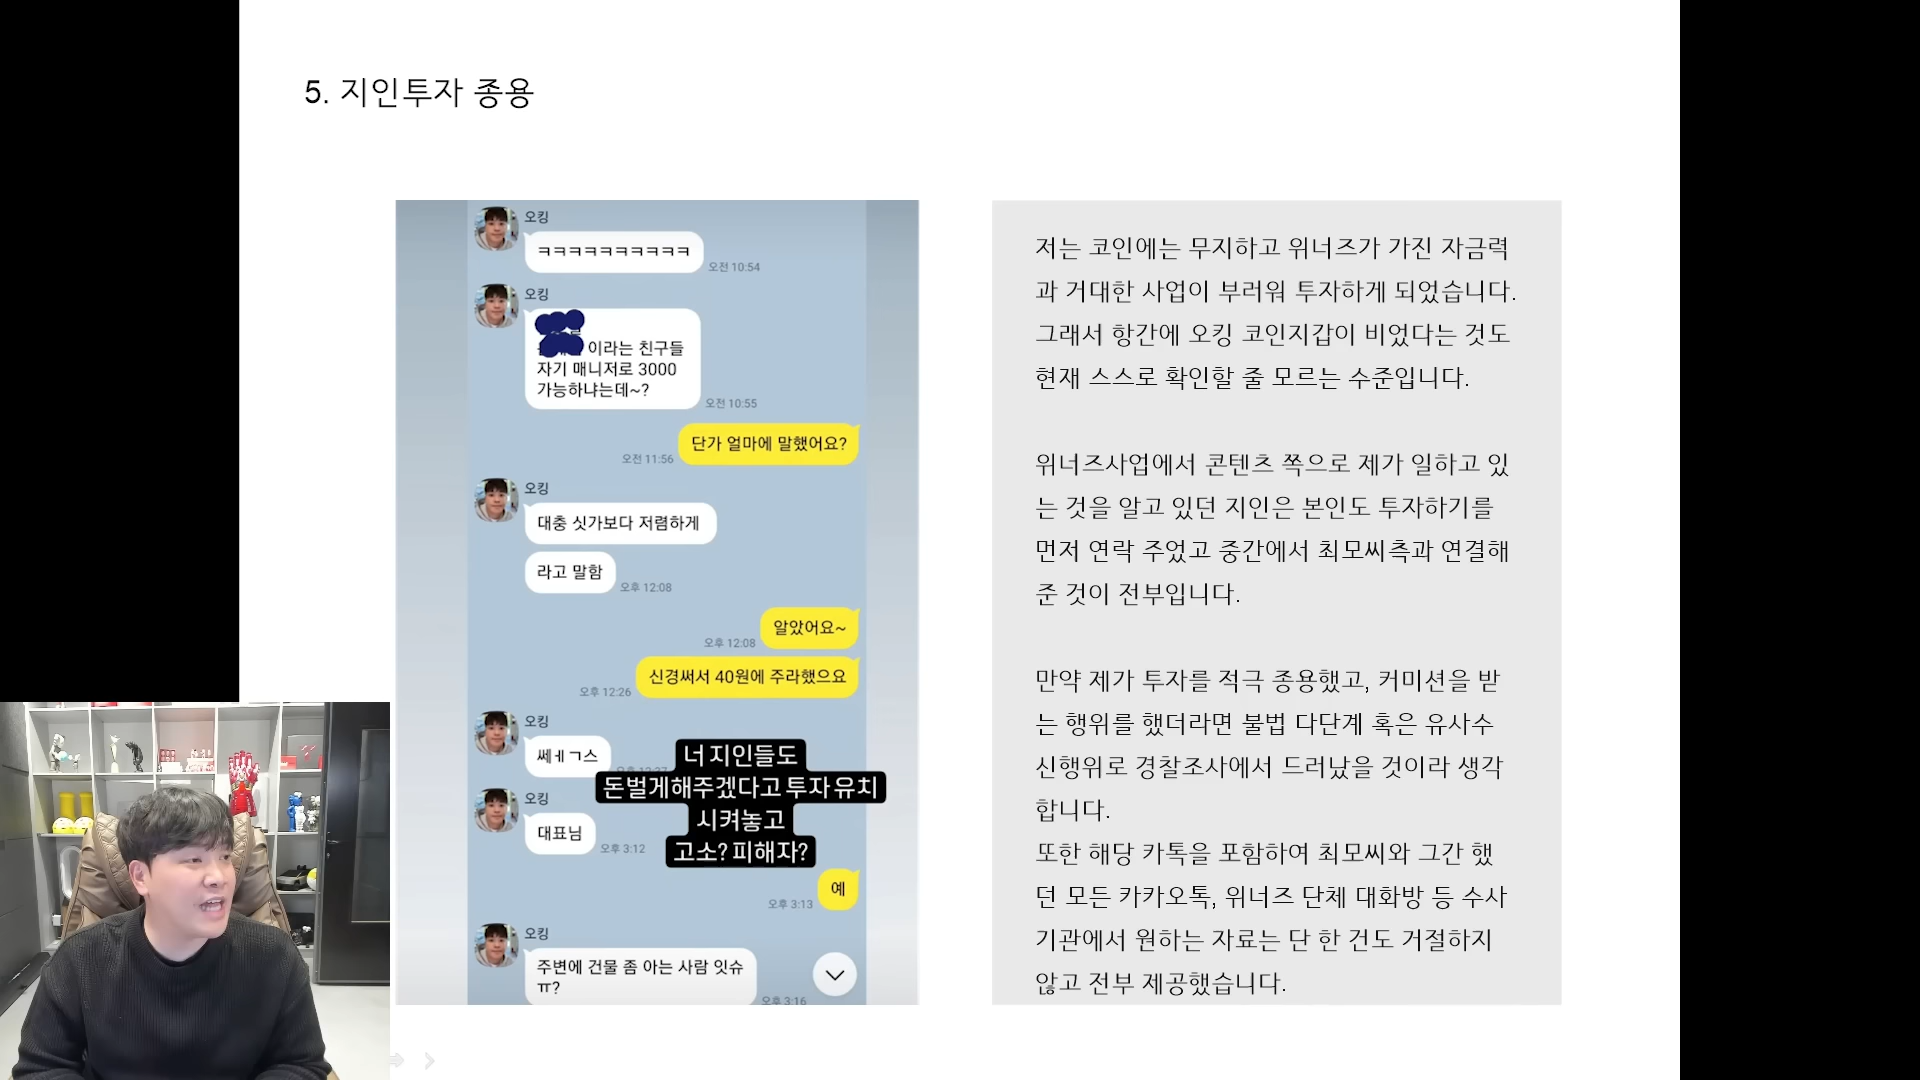 5. 지인투자 종용
오킹
ㅋㅋㅋㅋㅋㅋㅋㅋㅋㅋ
오전 10:54
오킹
이라는 친구들
자기 매니저로 3000
가능하냐는데~?
오전 10:55
단가 얼마에 말했어요?
오전 11:56
오킹
대충 싯가보다 저렴하게
라고 말함
오후 12:08
알았어요~
오후 12:08
신경써서 40원에 주라했으요
오후 12:26
오킹
쎄ㅔㄱ스
오킹
대표님
오후 3:12
너 지인들도
돈벌게해주겠다고 투자 유치
시켜놓고
고소? 피해자?
예
오후 3:13
오킹
주변에 건물 좀 아는 사람 잇슈
ㅠ?
오후 3:16
저는 코인에는 무지하고 위너즈가 가진 자금력
과 거대한 사업이 부러워 투자하게 되었습니다.
그래서 항간에 오킹 코인지갑이 비었다는 것도
현재 스스로 확인할 줄 모르는 수준입니다.
위너즈사업에서 콘텐츠 쪽으로 제가 일하고 있
는 것을 알고 있던 지인은 본인도 투자하기를
먼저 연락 주었고 중간에서 최모씨측과 연결해
준 것이 전부입니다.
만약 제가 투자를 적극 종용했고, 커미션을 받
는 행위를 했더라면 불법 다단계 혹은 유사수
신행위로 경찰조사에서 드러났을 것이라 생각
합니다.
또한 해당 카톡을 포함하여 최모씨와 그간 했
던 모든 카카오톡, 위너즈 단체 대화방 등 수사
기관에서 원하는 자료는 단 한 건도 거절하지
않고 전부 제공했습니다.